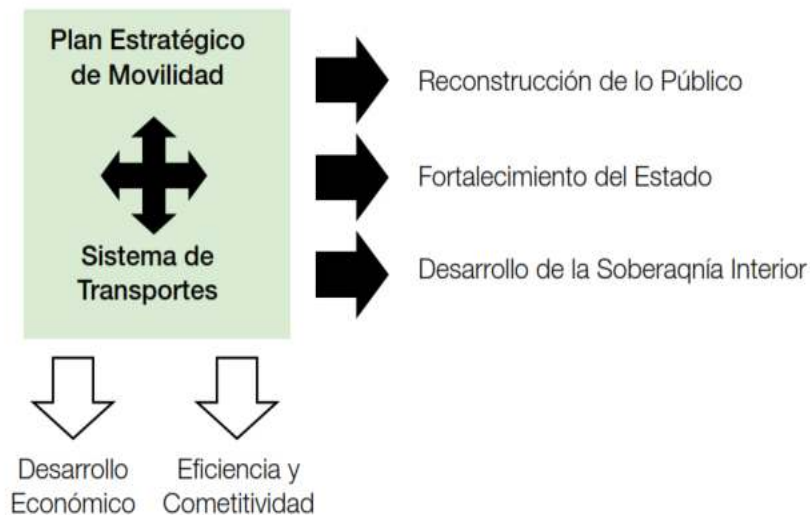 Plan Estratégico
de Movilidad
Sistema de
Transportes
Reconstrucción de lo Público
Fortalecimiento del Estado
Desarrollo de la Soberaqnía Interior
Desarrollo
Económico
Eficiencia y
Cometitividad